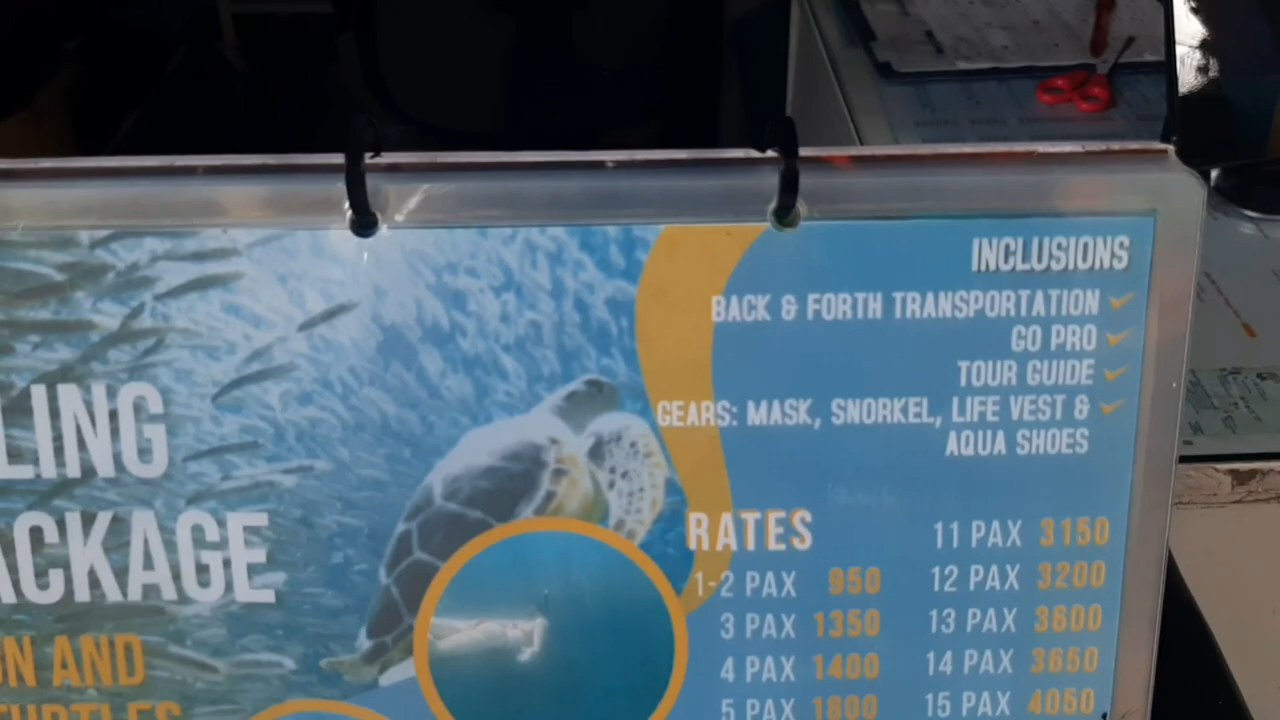 LING
ACKAGE
ON AND
TURTLES
INCLUSIONS
BACK & FORTH TRANSPORTATION
GO PRO
TOUR GUIDE
GEARS: MASK, SNORKEL, LIFE VEST &
AQUA SHOES
RATES
1-2 PAX 950
3 PAX 1350
4 PAX 1400
5 PAX 1800
11 PAX 3150
12 PAX 3200
13 PAX 3600
14 PAX 3650
15 PAX 4050